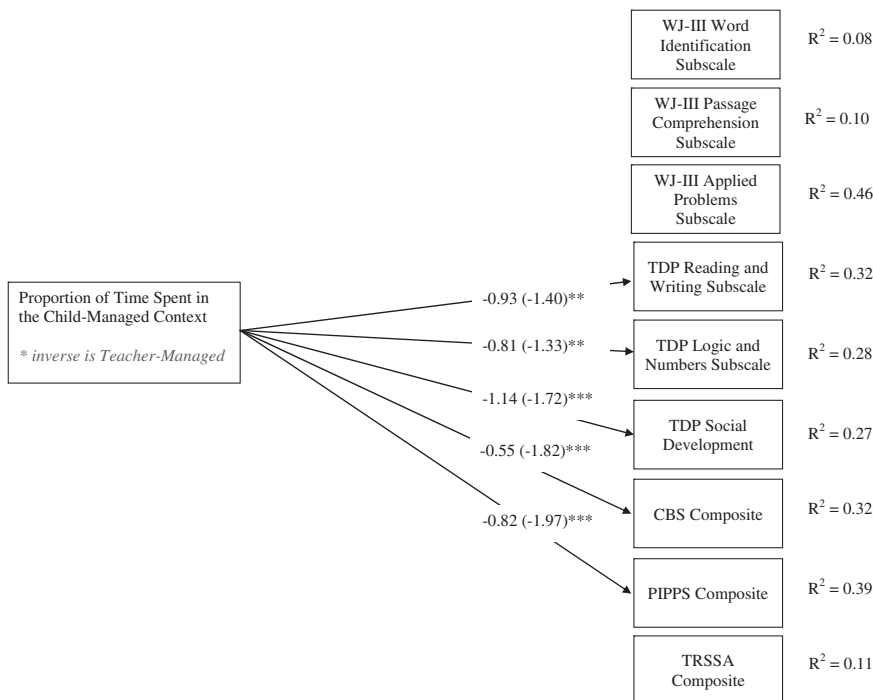 WJ-III Word
Identification
Subscale
R² = 0.08
WJ-III Passage
Comprehension
Subscale
R² = 0.10
WJ-III Applied
Problems
Subscale
R² = 0.46
Proportion of Time Spent in
the Child-Managed Context
* inverse is Teacher-Managed
-0.93 (-1.40)**
TDP Reading and
Writing Subscale
R² = 0.32
-0.81 (-1.33)**
TDP Logic and
Numbers Subscale
R² = 0.28
-1.14 (-1.72)***
TDP Social
Development
R² = 0.27
-0.55 (-1.82)***
CBS Composite
R² = 0.32
-0.82 (-1.97)***
PIPPS Composite
R² = 0.39
TRSSA
Composite
R² = 0.11